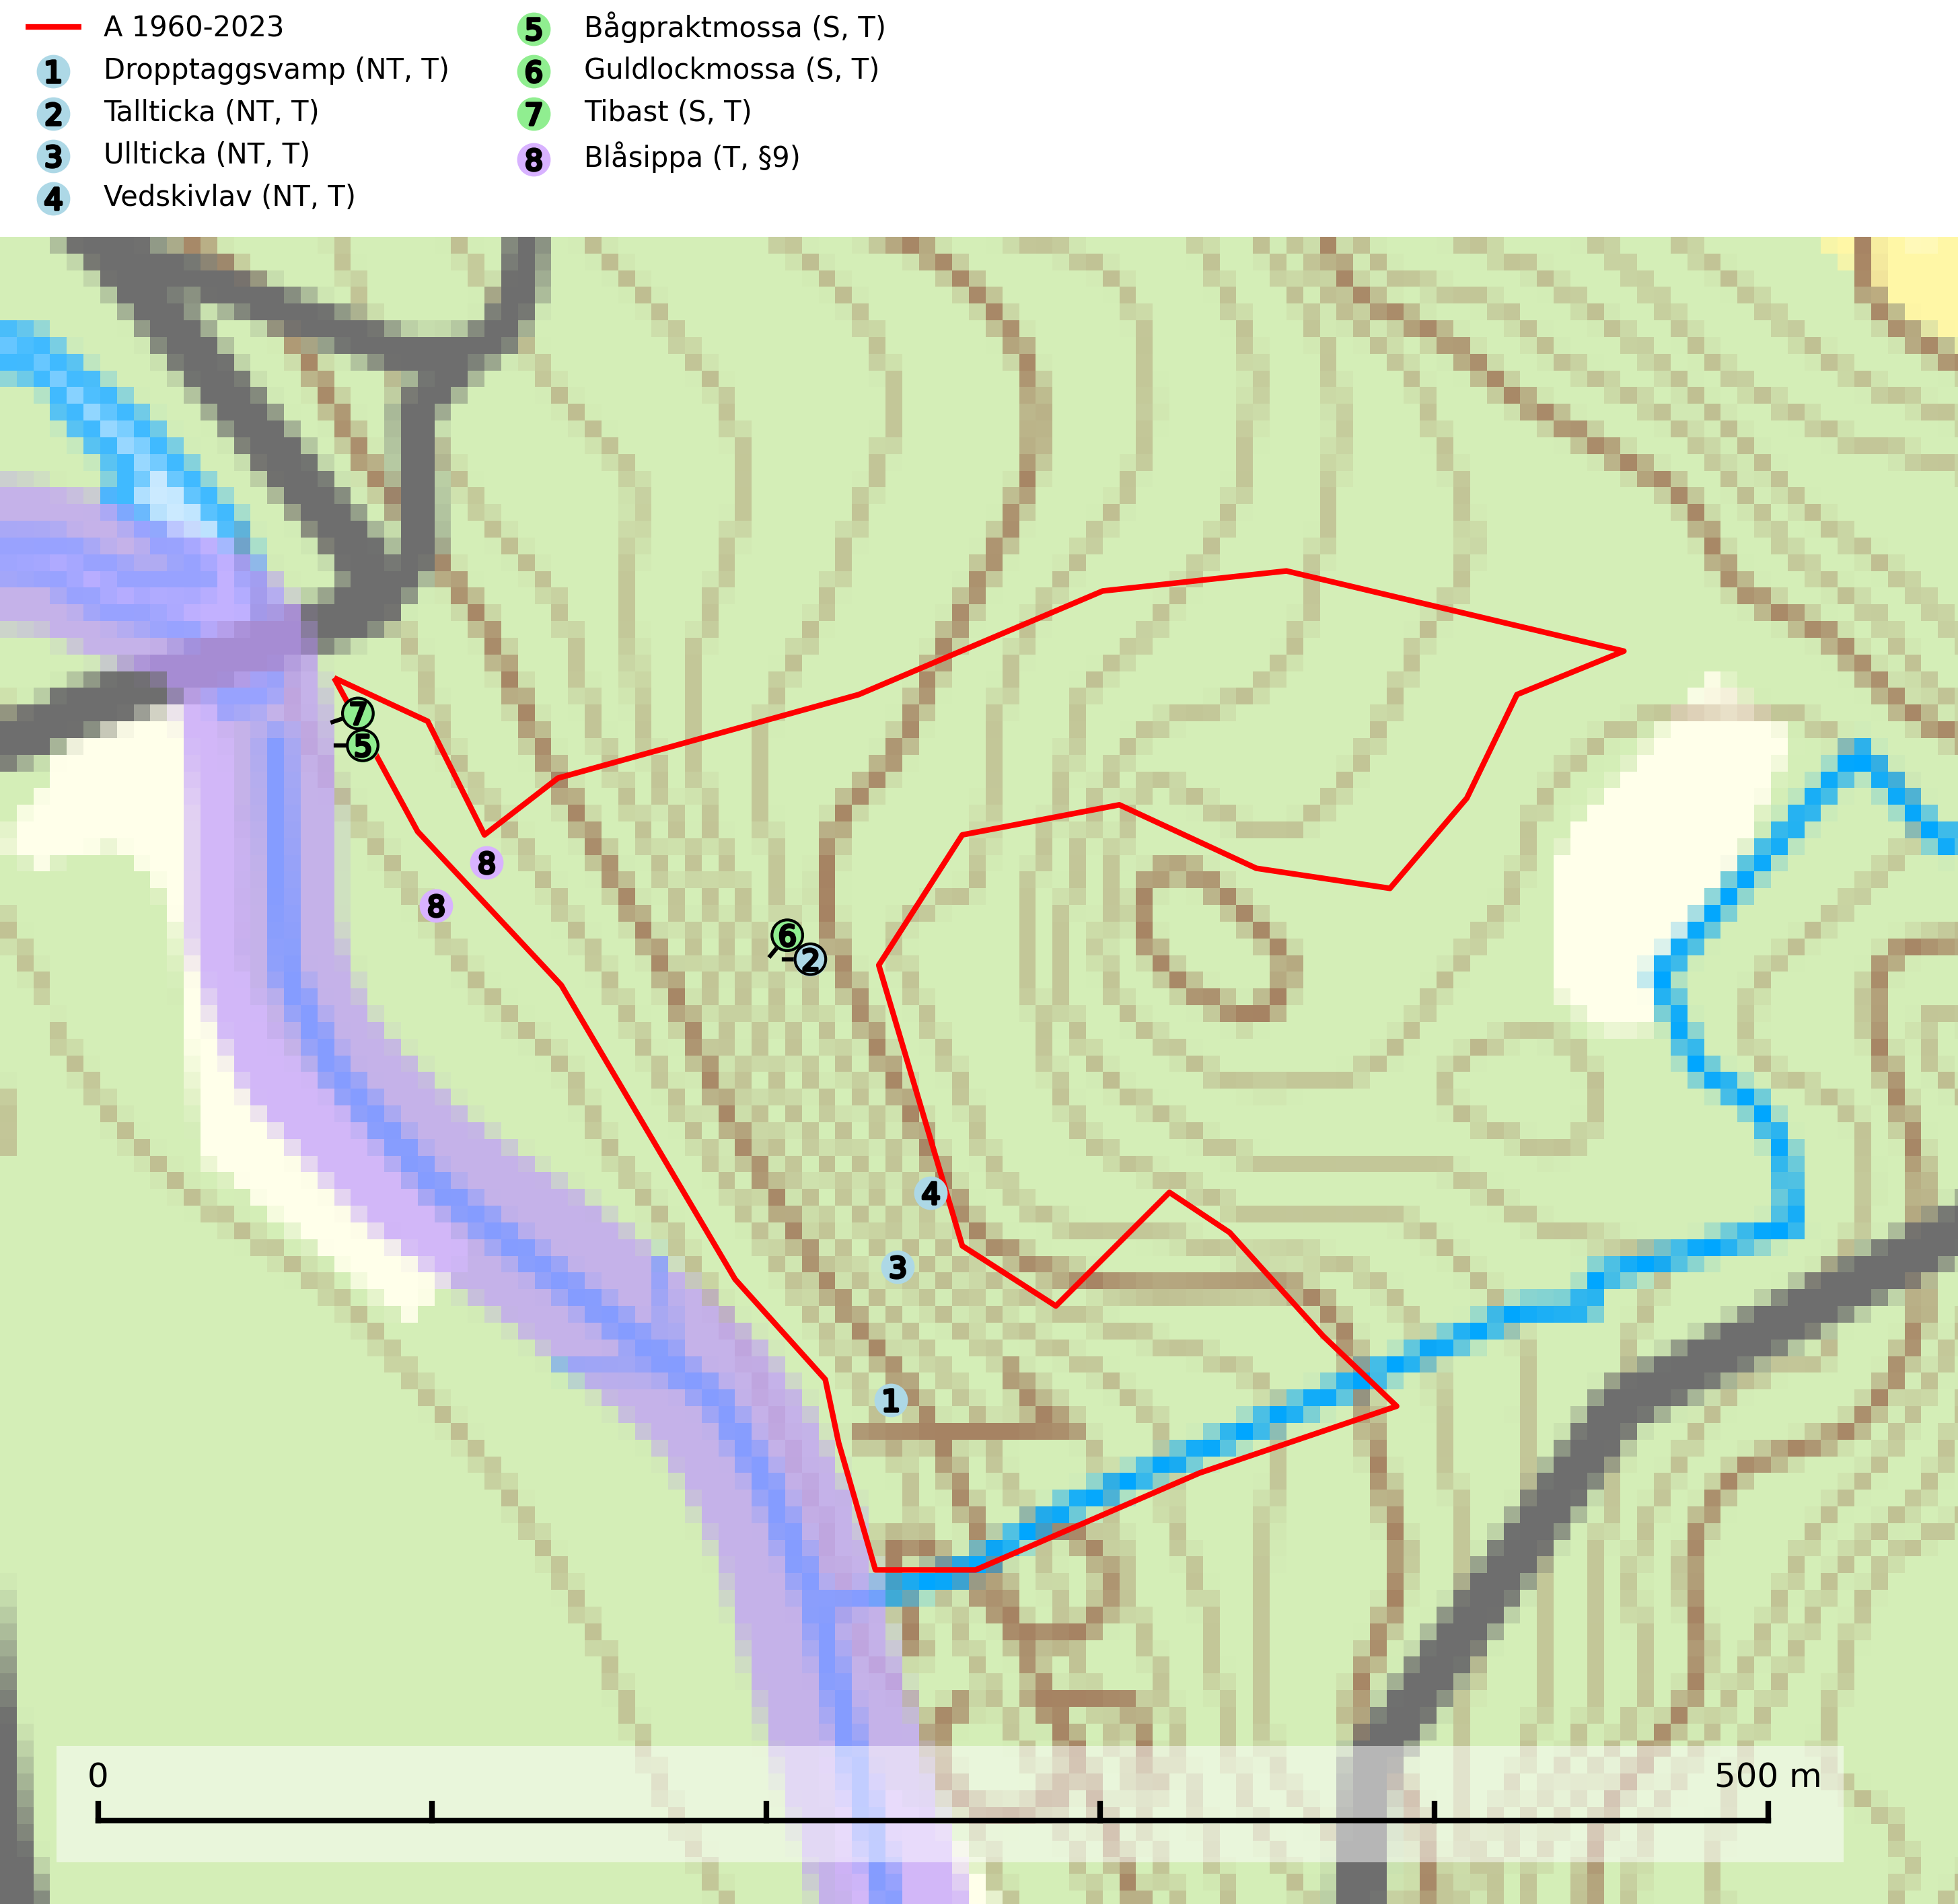 A 1960-2023
1 Dropptaggsvamp (NT, T)
2 Tallticka (NT, T)
3 Ullticka (NT, T)
4 Vedskivlav (NT, T)
5 Bågpraktmossa (S, T)
6 Guldlockmossa (S, T)
7 Tibast (S, T)
8 Blåsippa (T, §9)
7
5
8
8
6
2
4
3
1
0 500 m